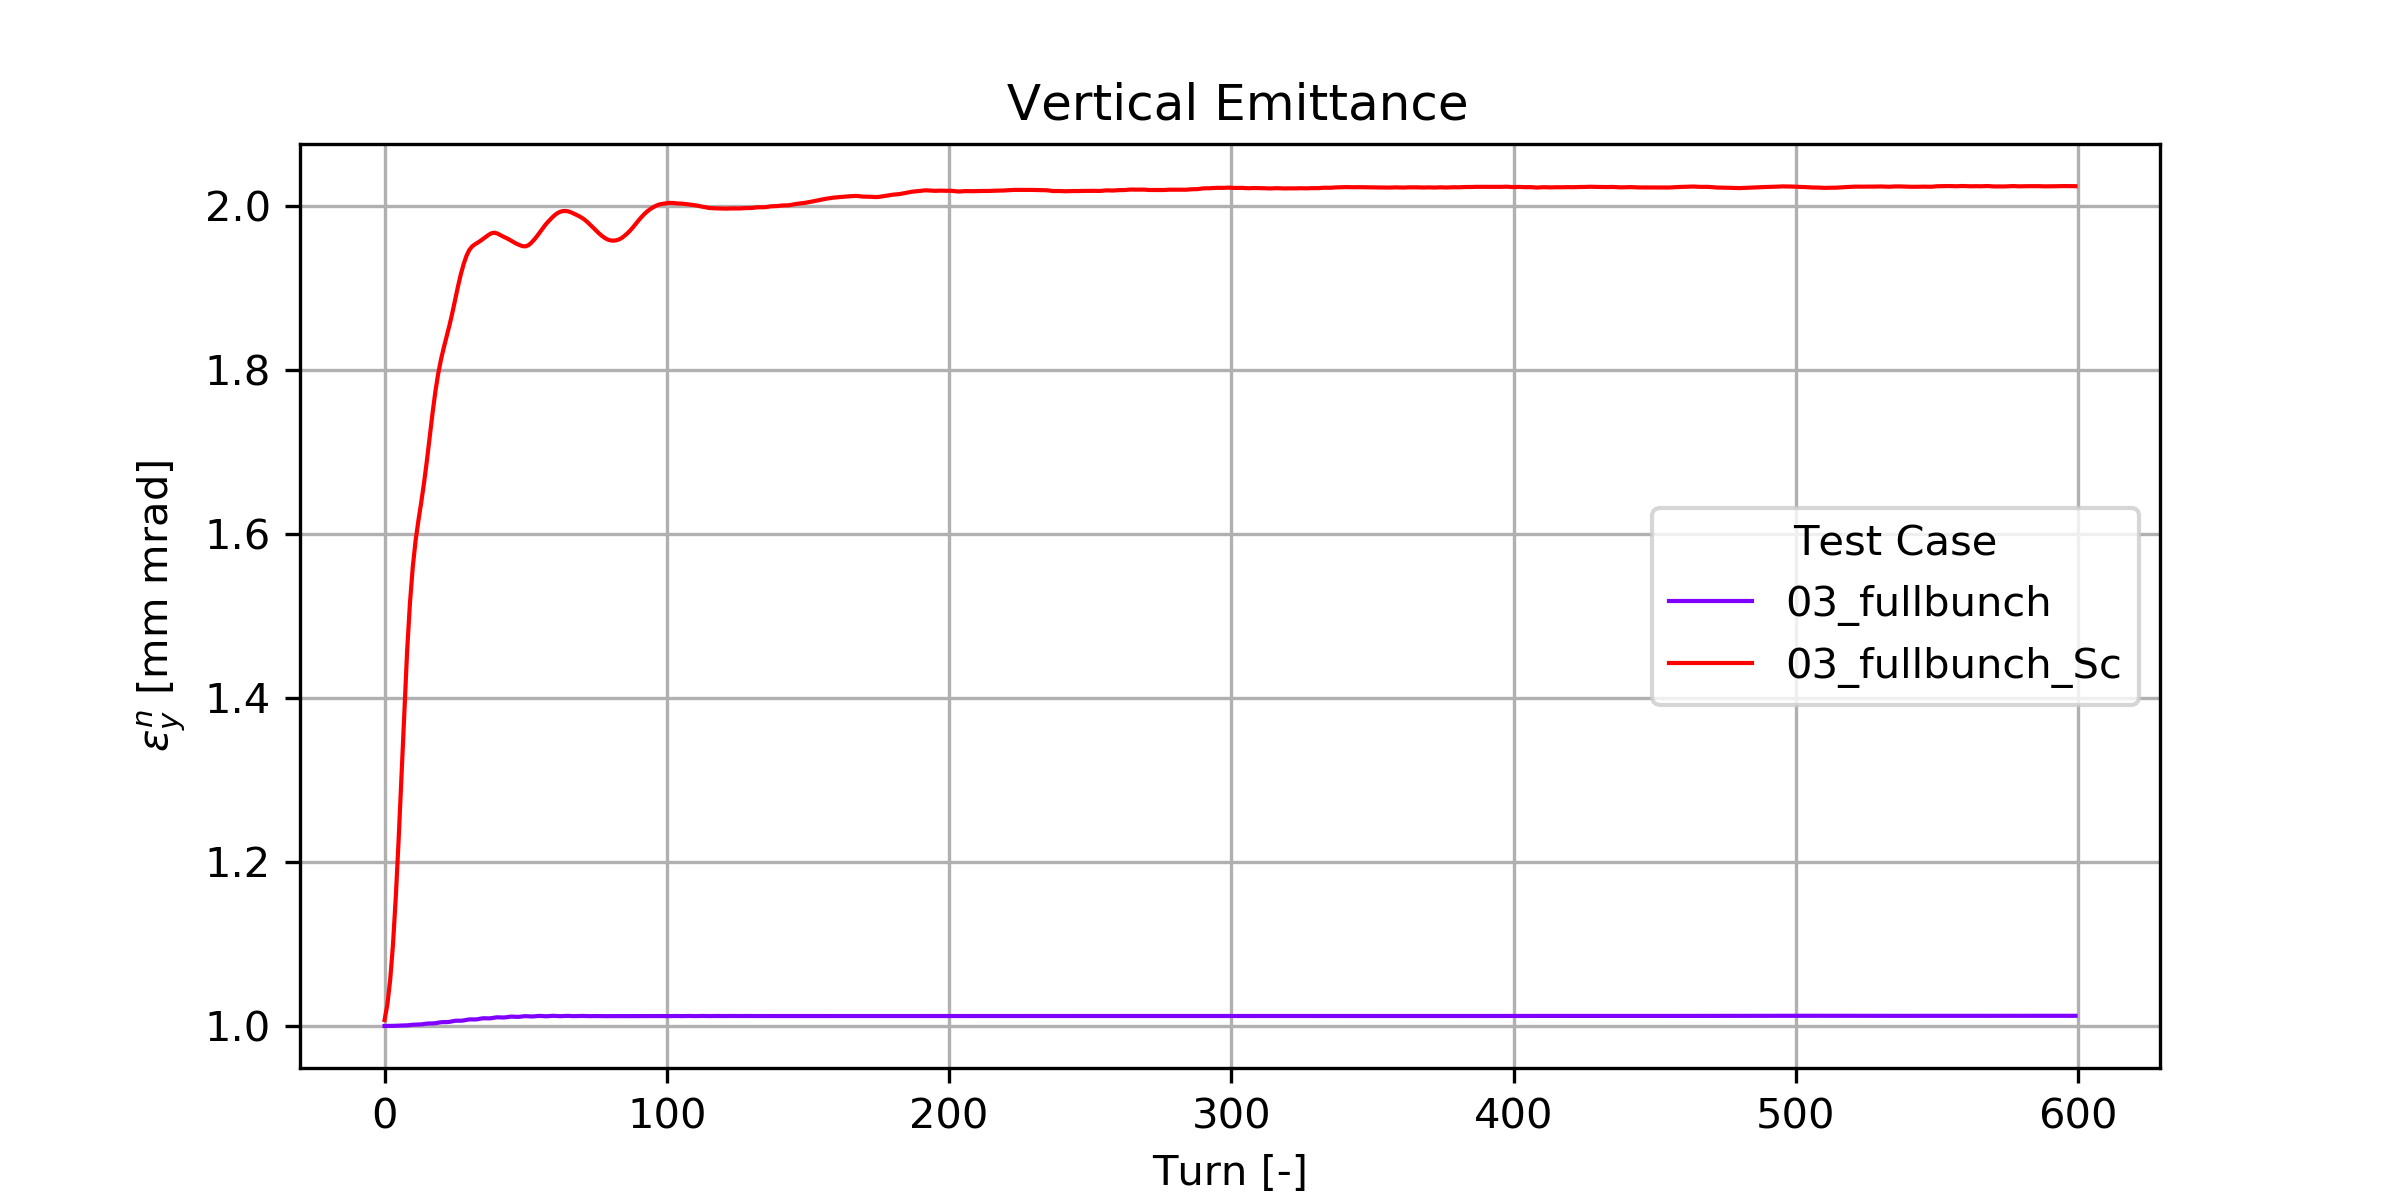 Vertical Emittance
2.0
1.8
1.6
1.4
1.2
1.0
ε_y^n [mm mrad]
Test Case
03_fullbunch
03_fullbunch_Sc
0 100 200 300 400 500 600
Turn [-]